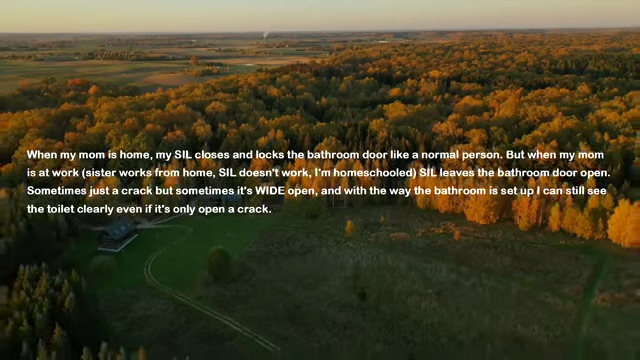 When my mom is home, my SIL closes and locks the bathroom door like a normal person. But when my mom
is at work (sister works from home, SIL doesn't work, I'm homeschooled) SIL leaves the bathroom door open.
Sometimes just a crack but sometimes it's WIDE open, and with the way the bathroom is set up I can still see
the toilet clearly even if it's only open a crack.